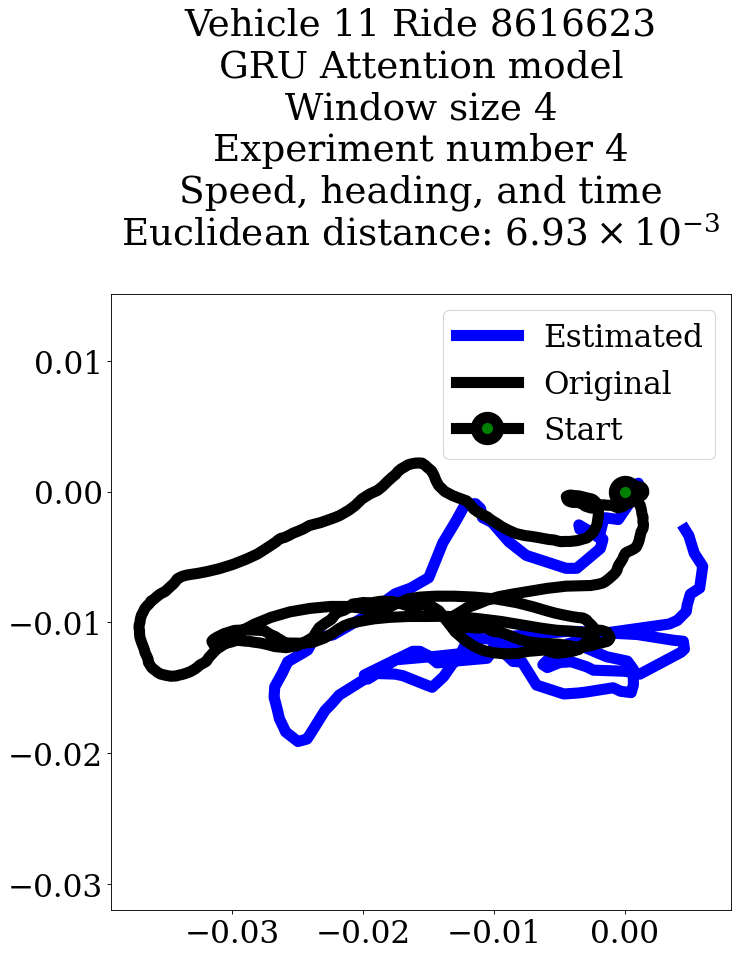 Vehicle 11 Ride 8616623
GRU Attention model
Window size 4
Experiment number 4
Speed, heading, and time
Euclidean distance: 6.93 × 10⁻³
Estimated
Original
Start
0.01
0.00
−0.01
−0.02
−0.03
−0.03 −0.02 −0.01 0.00